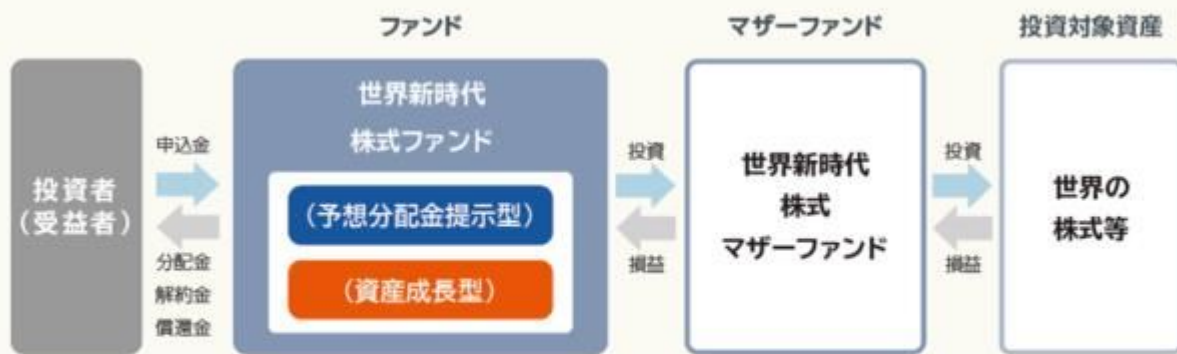 ファンド
マザーファンド
投資対象資産
投資者
（受益者）
申込金
分配金
解約金
償還金
世界新時代
株式ファンド
（予想分配金提示型）
（資産成長型）
投資
損益
世界新時代
株式
マザーファンド
投資
損益
世界の
株式等